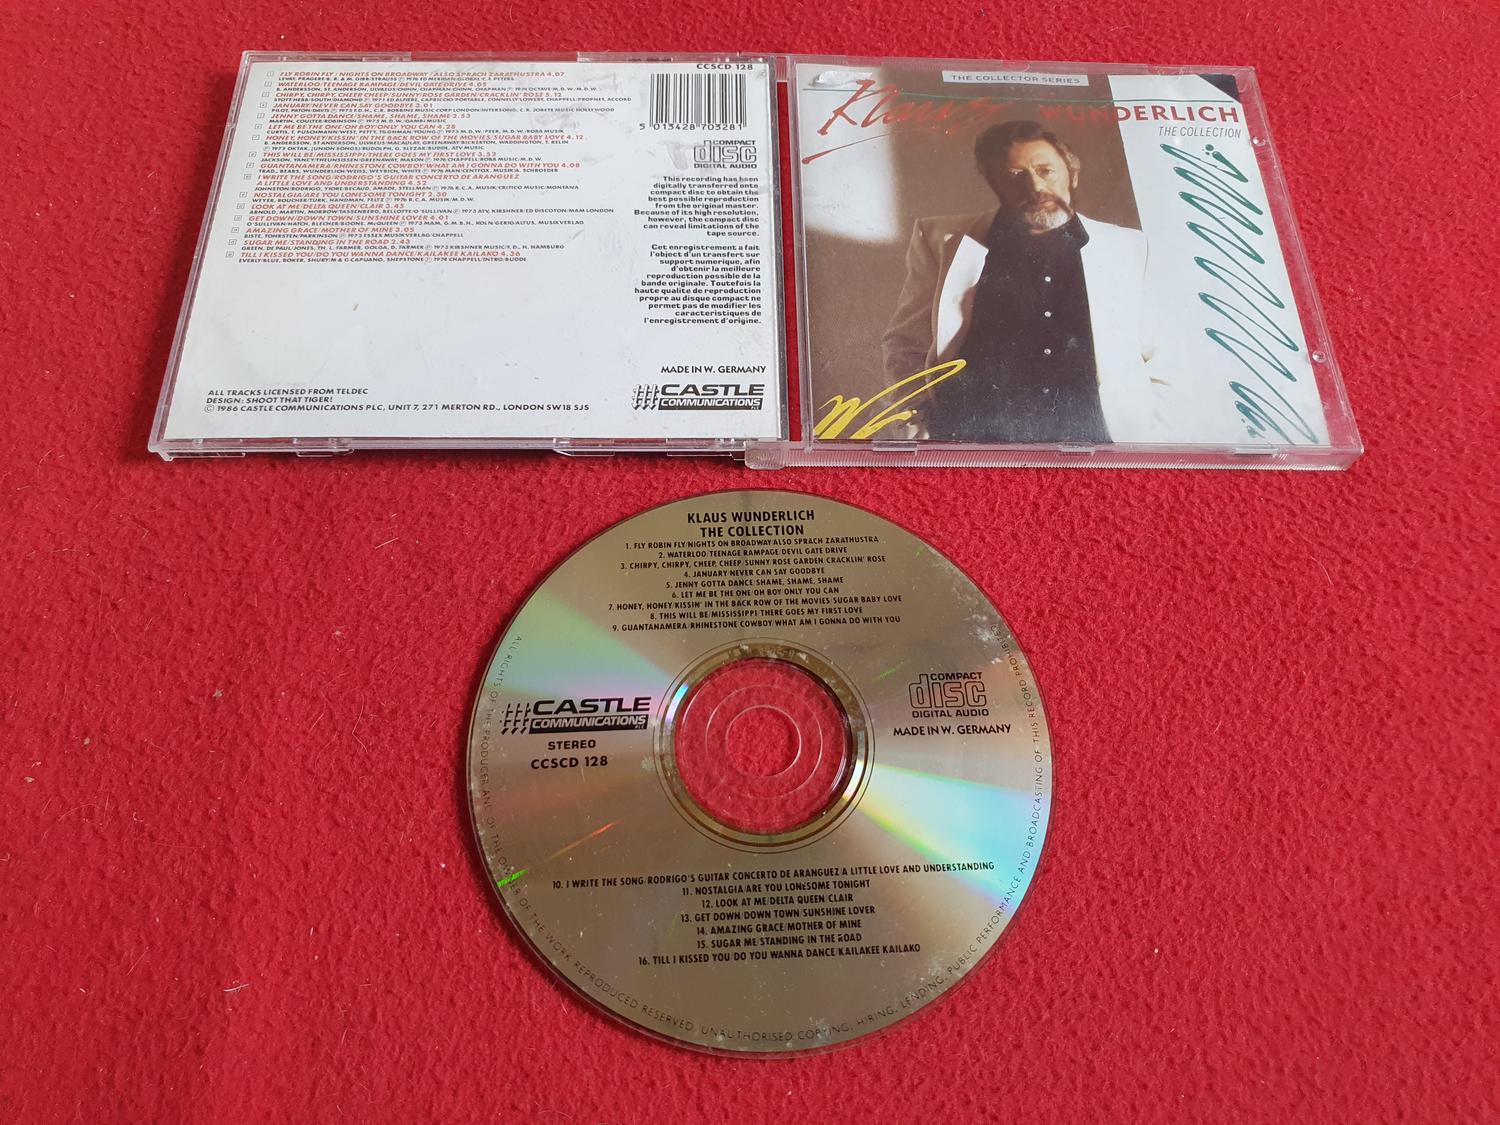 CCSCD 128
FLY ROBIN FLY/NIGHTS ON BROADWAY/ALSO SPRACH ZARATHUSTRA 4.07
WATERLOO/TEENAGE RAMPAGE/DEVIL GATE DRIVE 4.05
CHIRPY, CHIRPY, CHEEP CHEEP/SUNNY/ROSE GARDEN/CRACKLIN' ROSE 5.12
JANUARY/NEVER CAN SAY GOODBYE 3.01
JENNY GOTTA DANCE/SHAME, SHAME, SHAME 2.53
LET ME BE THE ONE/OH BOY/ONLY YOU CAN 4.28
HONEY, HONEY/KISSIN' IN THE BACK ROW OF THE MOVIES/SUGAR BABY LOVE 4.12
THIS WILL BE/MISSISSIPPI/THERE GOES MY FIRST LOVE 3.52
GUANTANAMERA/RHINESTONE COWBOY/WHAT AM I GONNA DO WITH YOU 4.08
I WRITE THE SONG/RODRIGO'S GUITAR CONCERTO DE ARANGUEZ
A LITTLE LOVE AND UNDERSTANDING 4.52
NOSTALGIA/ARE YOU LONESOME TONIGHT 2.30
LOOK AT ME/DELTA QUEEN/CLAIR 3.45
GET DOWN/DOWN TOWN/SUNSHINE LOVER 4.01
AMAZING GRACE/MOTHER OF MINE 3.05
SUGAR ME/STANDING IN THE ROAD 2.43
TILL I KISSED YOU/DO YOU WANNA DANCE/KAILAKEE KAILAKO 4.36
5 013428 703281
COMPACT
disc
DIGITAL AUDIO
This recording has been
digitally transferred onto
compact disc to obtain the
best possible reproduction
from the original master.
Because of its high resolution,
however, the compact disc
can reveal limitations of the
tape source.
Cet enregistrement a fait
l'object d'un transfert sur
support numerique, afin
d'obtenir la meilleure
reproduction possible de la
bande originale. Toutefois la
haute qualite de reproduction
propre au disque compact ne
permet pas de modifier les
caracteristiques de
l'enregistrement d'origine.
MADE IN W. GERMANY
CASTLE
COMMUNICATIONS PLC
ALL TRACKS LICENSED FROM TELDEC
DESIGN: SHOOT THAT TIGER!
© 1986 CASTLE COMMUNICATIONS PLC, UNIT 7, 271 MERTON RD., LONDON SW18 5JS
THE COLLECTOR SERIES
Klaus WUNDERLICH
THE COLLECTION
KLAUS WUNDERLICH
THE COLLECTION
1. FLY ROBIN FLY/NIGHTS ON BROADWAY/ALSO SPRACH ZARATHUSTRA
2. WATERLOO/TEENAGE RAMPAGE/DEVIL GATE DRIVE
3. CHIRPY, CHIRPY, CHEEP, CHEEP/SUNNY/ROSE GARDEN/CRACKLIN' ROSE
4. JANUARY/NEVER CAN SAY GOODBYE
5. JENNY GOTTA DANCE/SHAME, SHAME, SHAME
6. LET ME BE THE ONE/OH BOY/ONLY YOU CAN
7. HONEY, HONEY/KISSIN' IN THE BACK ROW OF THE MOVIES/SUGAR BABY LOVE
8. THIS WILL BE/MISSISSIPPI/THERE GOES MY FIRST LOVE
9. GUANTANAMERA/RHINESTONE COWBOY/WHAT AM I GONNA DO WITH YOU
CASTLE
COMMUNICATIONS PLC
STEREO
CCSCD 128
COMPACT
disc
DIGITAL AUDIO
MADE IN W. GERMANY
10. I WRITE THE SONG/RODRIGO'S GUITAR CONCERTO DE ARANGUEZ A LITTLE LOVE AND UNDERSTANDING
11. NOSTALGIA/ARE YOU LONESOME TONIGHT
12. LOOK AT ME/DELTA QUEEN/CLAIR
13. GET DOWN/DOWN TOWN/SUNSHINE LOVER
14. AMAZING GRACE/MOTHER OF MINE
15. SUGAR ME/STANDING IN THE ROAD
16. TILL I KISSED YOU/DO YOU WANNA DANCE/KAILAKEE KAILAKO
ALL RIGHTS OF THE PRODUCER AND OF THE OWNER OF THE WORK REPRODUCED RESERVED. UNAUTHORISED COPYING, HIRING, LENDING, PUBLIC PERFORMANCE AND BROADCASTING OF THIS RECORD PROHIBITED